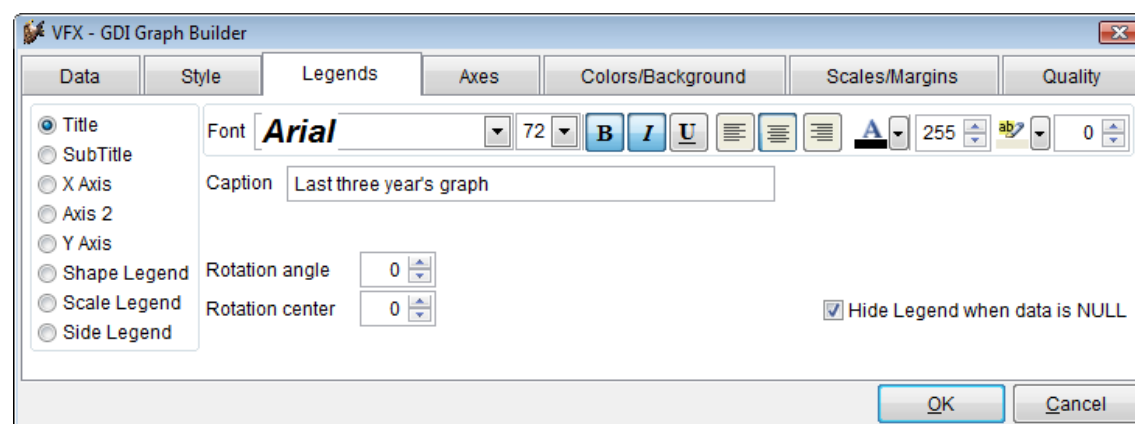 VFX - GDI Graph Builder
Data Style Legends Axes Colors/Background Scales/Margins Quality
Title
SubTitle
X Axis
Axis 2
Y Axis
Shape Legend
Scale Legend
Side Legend
Font Arial 72 B I U A 255 ab 0
Caption Last three year's graph
Rotation angle 0
Rotation center 0
Hide Legend when data is NULL
OK Cancel